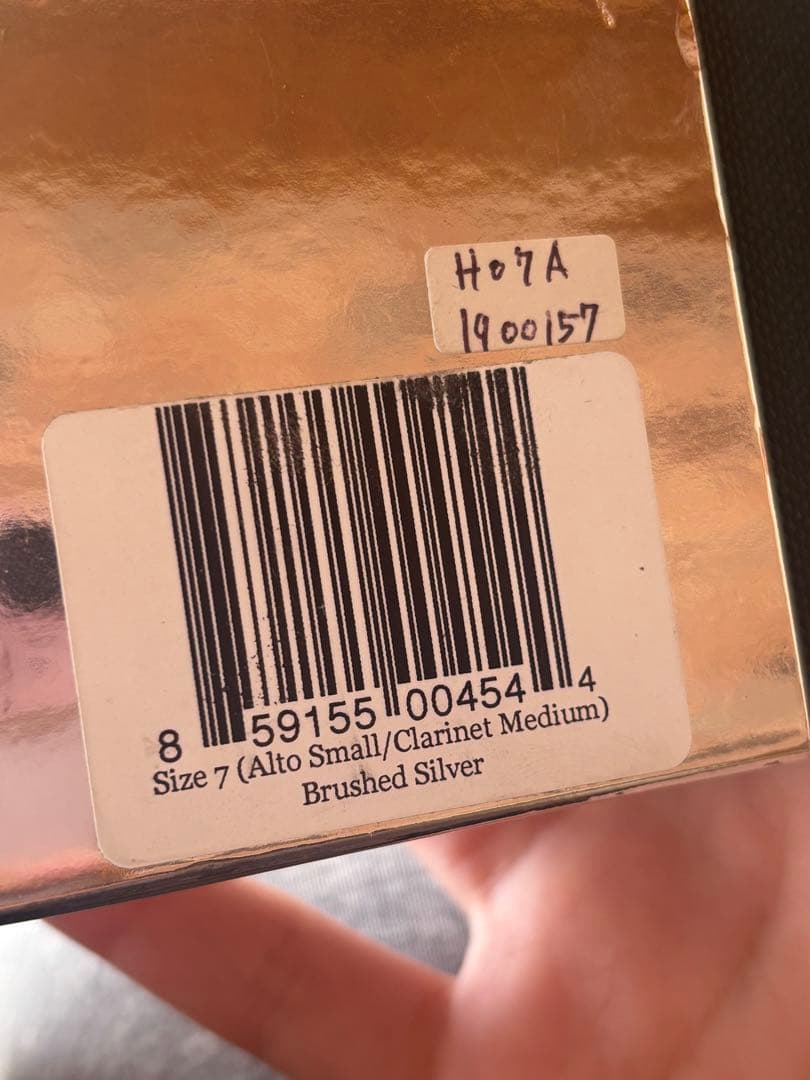 H07A
1900157
8 59155 00454 4
Size 7 (Alto Small/Clarinet Medium)
Brushed Silver